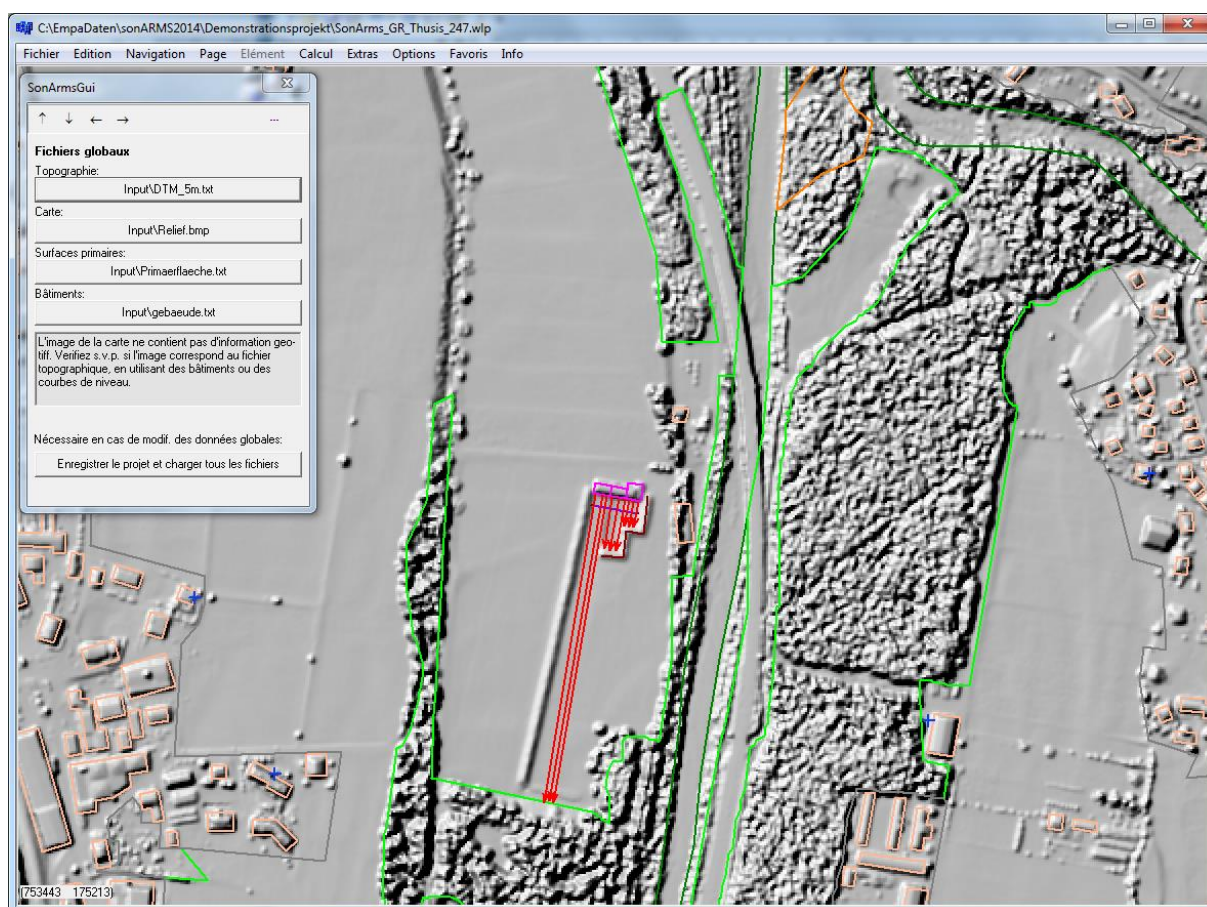 C:\EmpaDaten\sonARMS2014\Demonstrationsprojekt\SonArms_GR_Thusis_247.wlp
Fichier Edition Navigation Page Elément Calcul Extras Options Favoris Info
SonArmsGui
Fichiers globaux
Topographie:
Input\DTM_5m.txt
Carte:
Input\Relief.bmp
Surfaces primaires:
Input\Primaerflaeche.txt
Bâtiments:
Input\gebaeude.txt
L'image de la carte ne contient pas d'information geo-
tiff. Verifiez s.v.p. si l'image correspond au fichier
topographique, en utilisant des bâtiments ou des
courbes de niveau.
Nécessaire en cas de modif. des données globales:
Enregistrer le projet et charger tous les fichiers
(753443 175213)